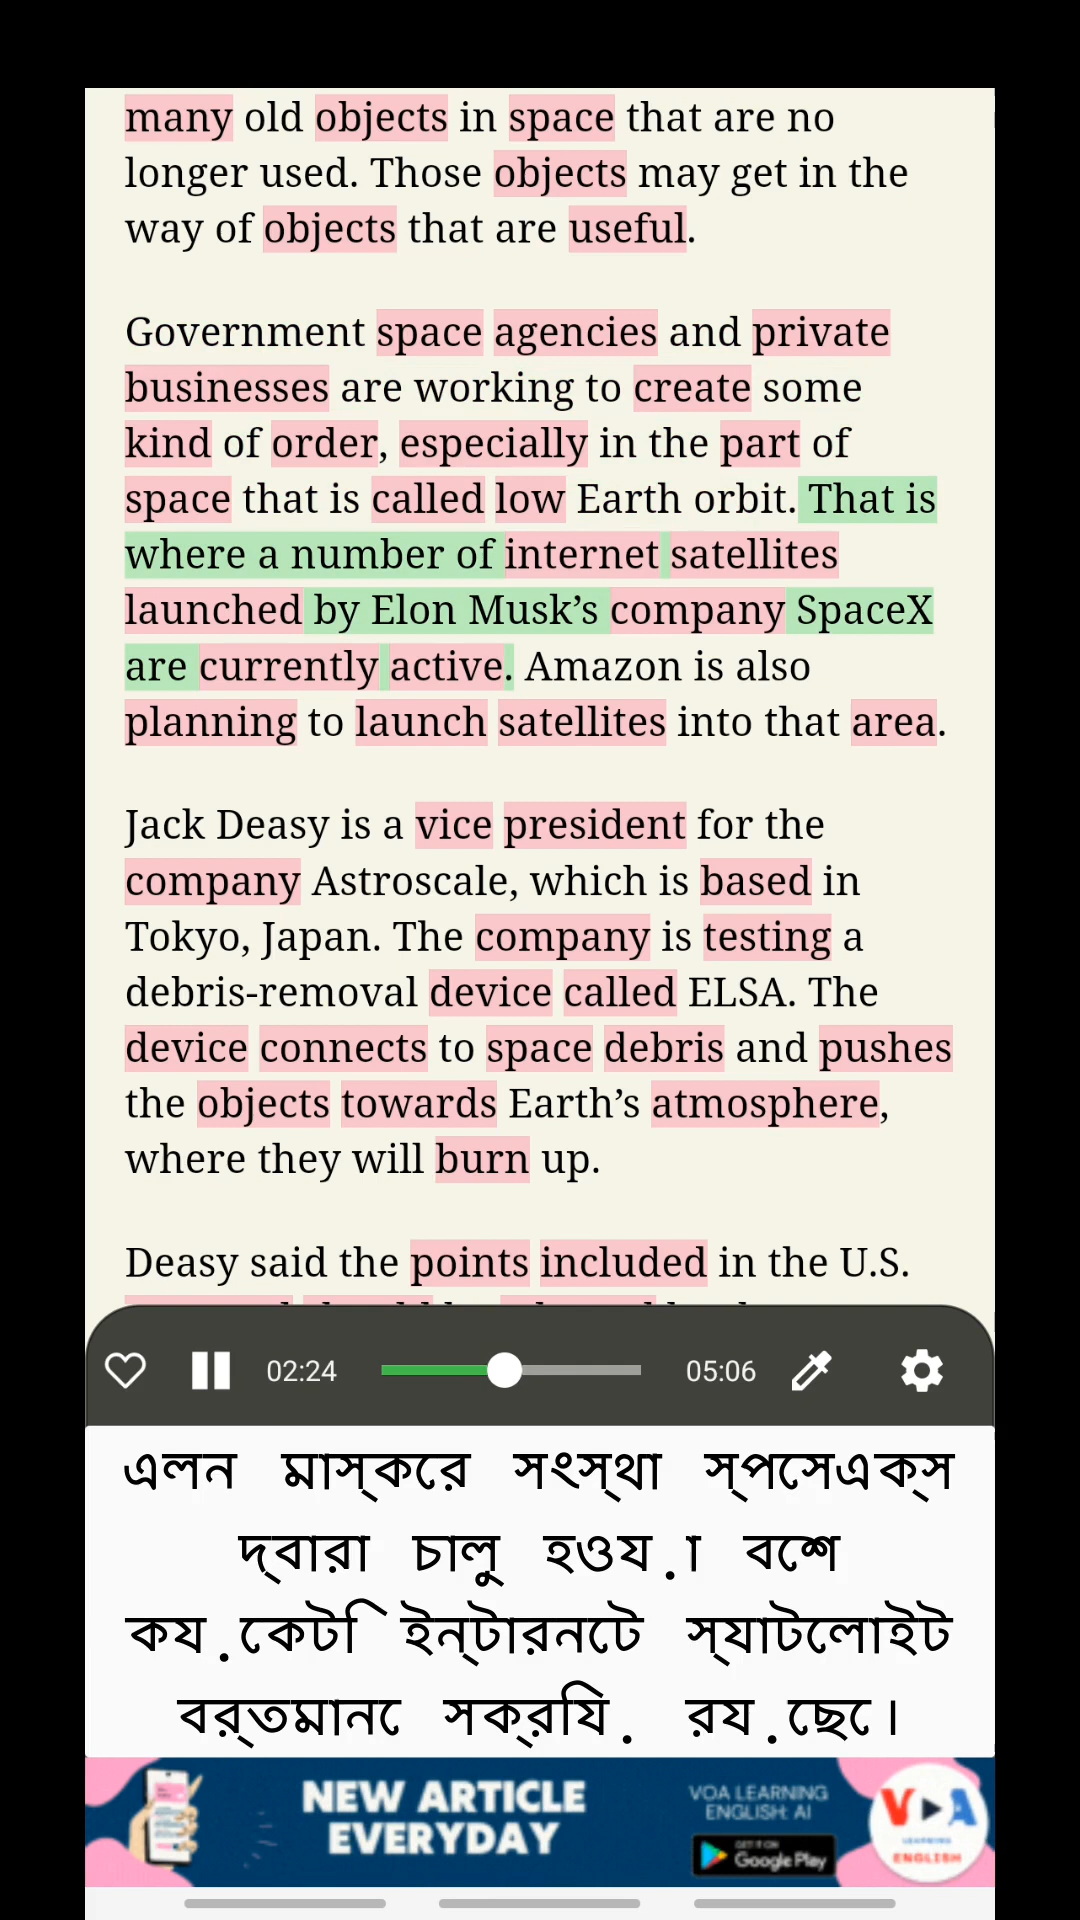 many old objects in space that are no
longer used. Those objects may get in the
way of objects that are useful.
Government space agencies and private
businesses are working to create some
kind of order, especially in the part of
space that is called low Earth orbit. That is
where a number of internet satellites
launched by Elon Musk’s company SpaceX
are currently active. Amazon is also
planning to launch satellites into that area.
Jack Deasy is a vice president for the
company Astroscale, which is based in
Tokyo, Japan. The company is testing a
debris-removal device called ELSA. The
device connects to space debris and pushes
the objects towards Earth’s atmosphere,
where they will burn up.
Deasy said the points included in the U.S.
02:24 05:06
এলন মাস্কের সংস্থা স্পেসএক্স
দ্বারা চালু হওয়া বেশ
কয়েকটি ইন্টারনেট স্যাটেলাইট
বর্তমানে সক্রিয় রয়েছে।
NEW ARTICLE
EVERYDAY
VOA LEARNING
ENGLISH: AI
GET IT ON
Google Play
VOA
LEARNING
ENGLISH